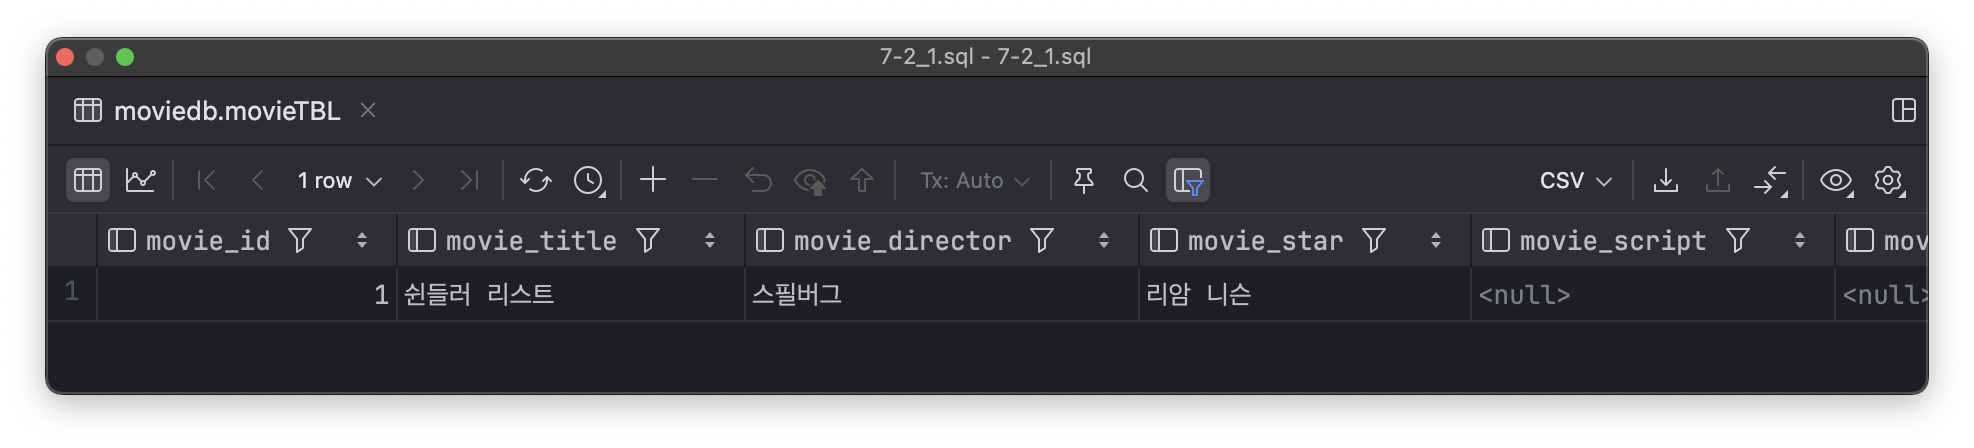 7-2_1.sql - 7-2_1.sql
moviedb.movieTBL
1 row Tx: Auto CSV
movie_id movie_title movie_director movie_star movie_script mov
1 1 쉰들러 리스트 스필버그 리암 니슨 <null> <null>